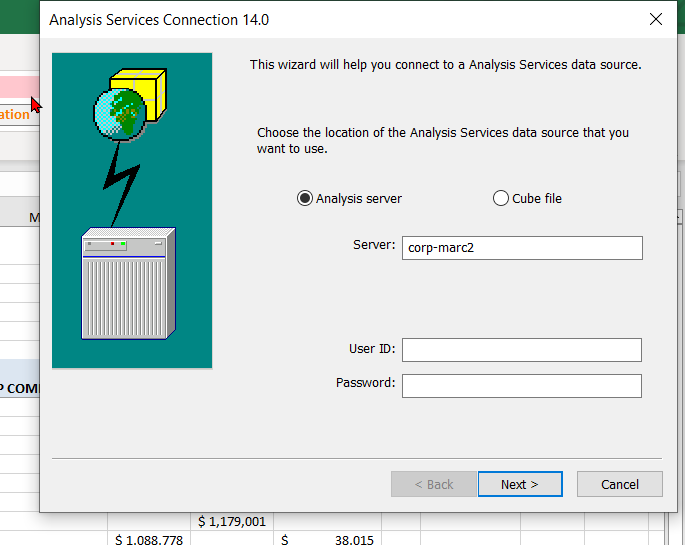 Analysis Services Connection 14.0
This wizard will help you connect to a Analysis Services data source.
ation
Choose the location of the Analysis Services data source that you
want to use.
Analysis server
Cube file
M
Server:
corp-marc2
User ID:
Password:
P COM
< Back
Next >
Cancel
$ 1,179,001
$ 1,088,778
$ 38,015